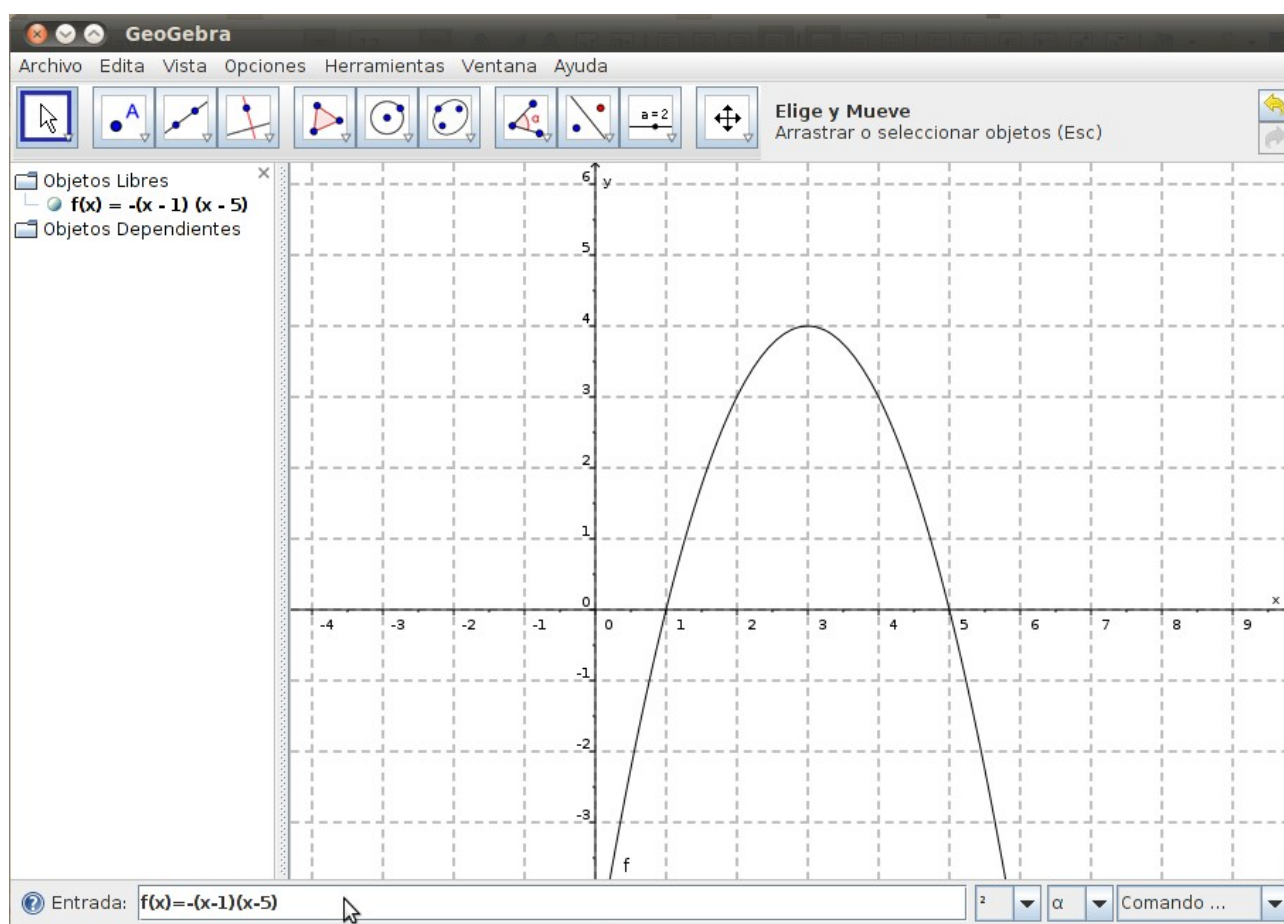 GeoGebra
Archivo Edita Vista Opciones Herramientas Ventana Ayuda
A
α
a = 2
Elige y Mueve
Arrastrar o seleccionar objetos (Esc)
Objetos Libres
f(x) = -(x - 1) (x - 5)
Objetos Dependientes
y
6
5
4
3
2
1
0
-1
-2
-3
-4 -3 -2 -1 0 1 2 3 4 5 6 7 8 9
x
f
Entrada: f(x)=-(x-1)(x-5) ² α Comando ...